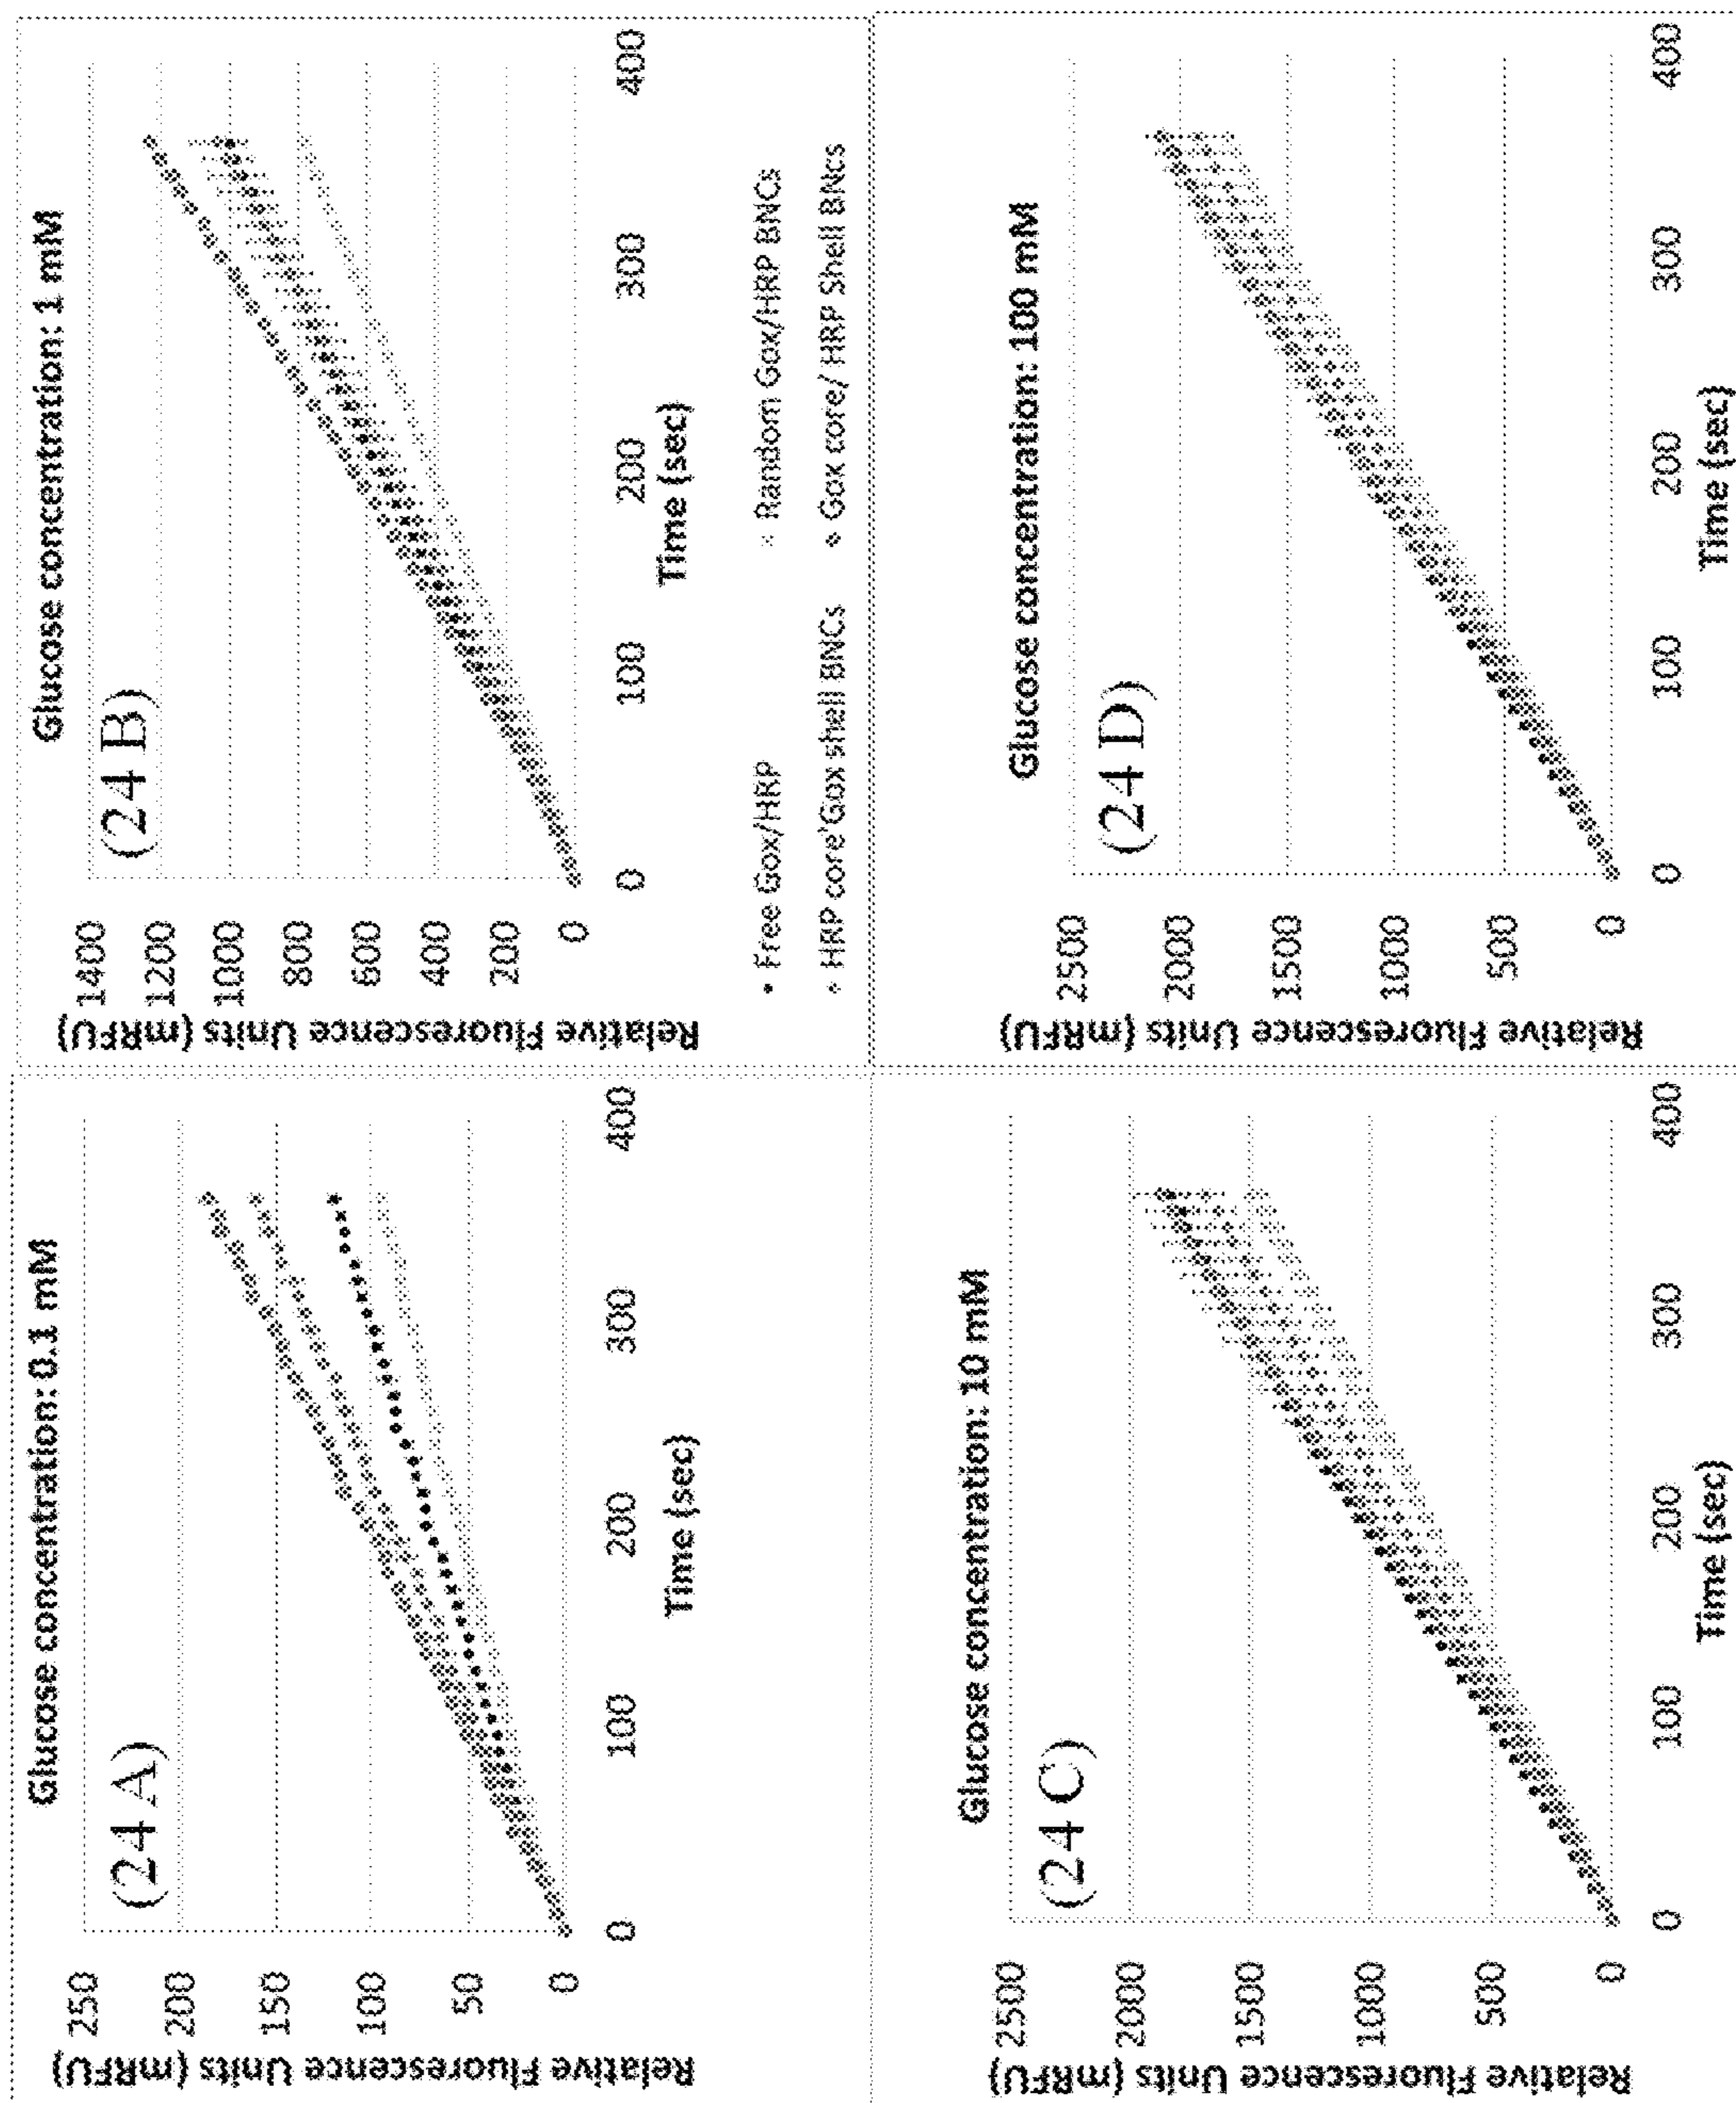 Glucose concentration: 0.1 mM
(24 A)
Relative Fluorescence Units (mRFU)
250
200
150
100
50
0
0 100 200 300 400
Time (sec)
Glucose concentration: 1 mM
(24 B)
Relative Fluorescence Units (mRFU)
1400
1200
1000
800
600
400
200
0
0 100 200 300 400
Time (sec)
Free Gox/HRP
Random Gox/HRP BNCs
HRP core'Gox shell BNCs
Gox core/ HRP Shell BNCs
Glucose concentration: 10 mM
(24 C)
Relative Fluorescence Units (mRFU)
2500
2000
1500
1000
500
0
0 100 200 300 400
Time (sec)
Glucose concentration: 100 mM
(24 D)
Relative Fluorescence Units (mRFU)
2500
2000
1500
1000
500
0
0 100 200 300 400
Time (sec)